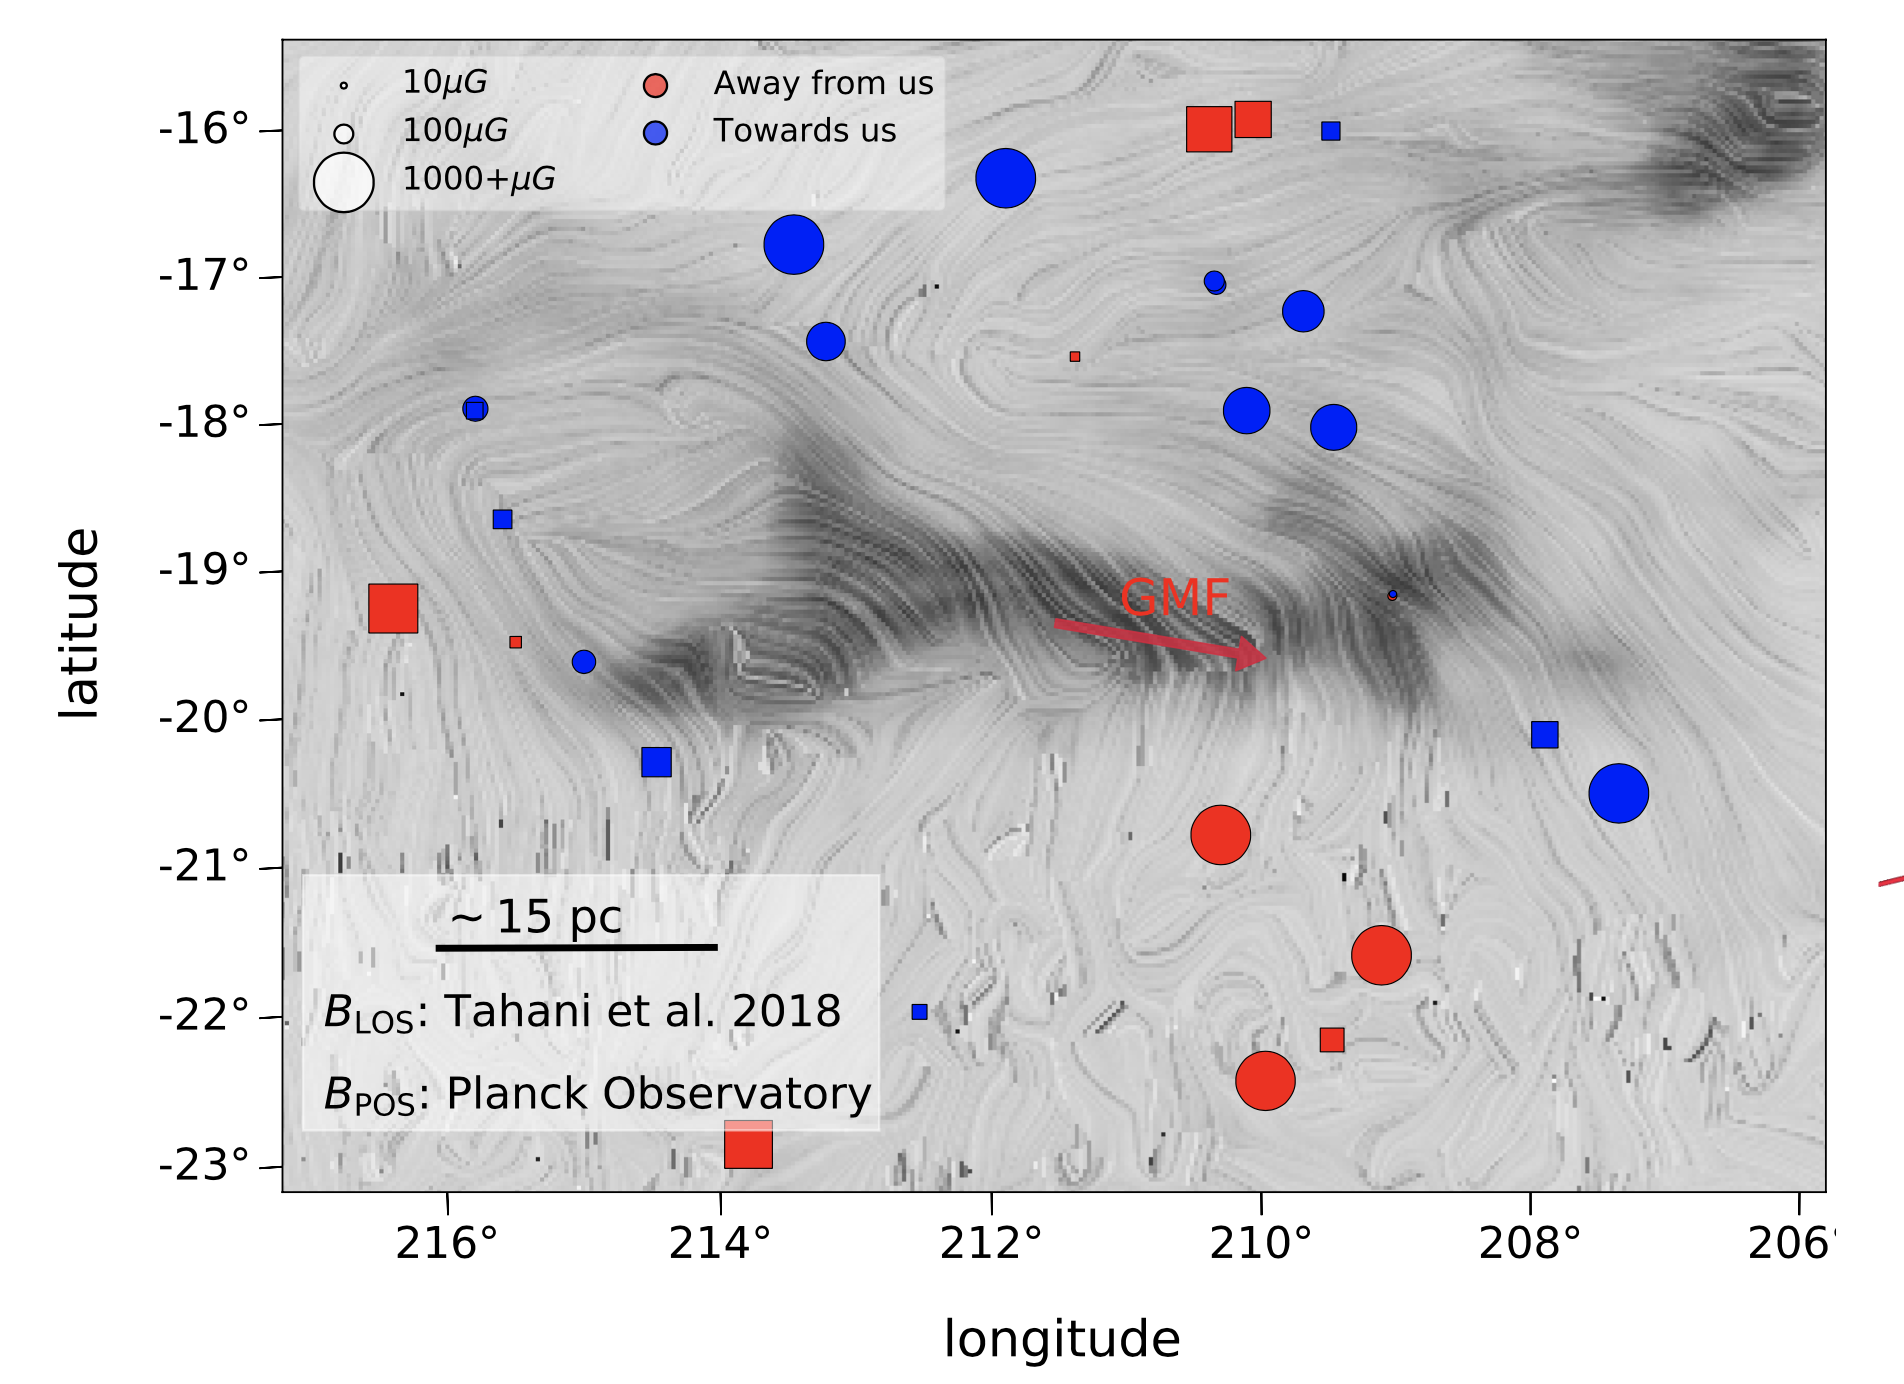 10μG
100μG
1000+μG
Away from us
Towards us
-16°
-17°
-18°
-19°
-20°
-21°
-22°
-23°
latitude
GMF
~ 15 pc
B_LOS: Tahani et al. 2018
B_POS: Planck Observatory
216°
214°
212°
210°
208°
206°
longitude